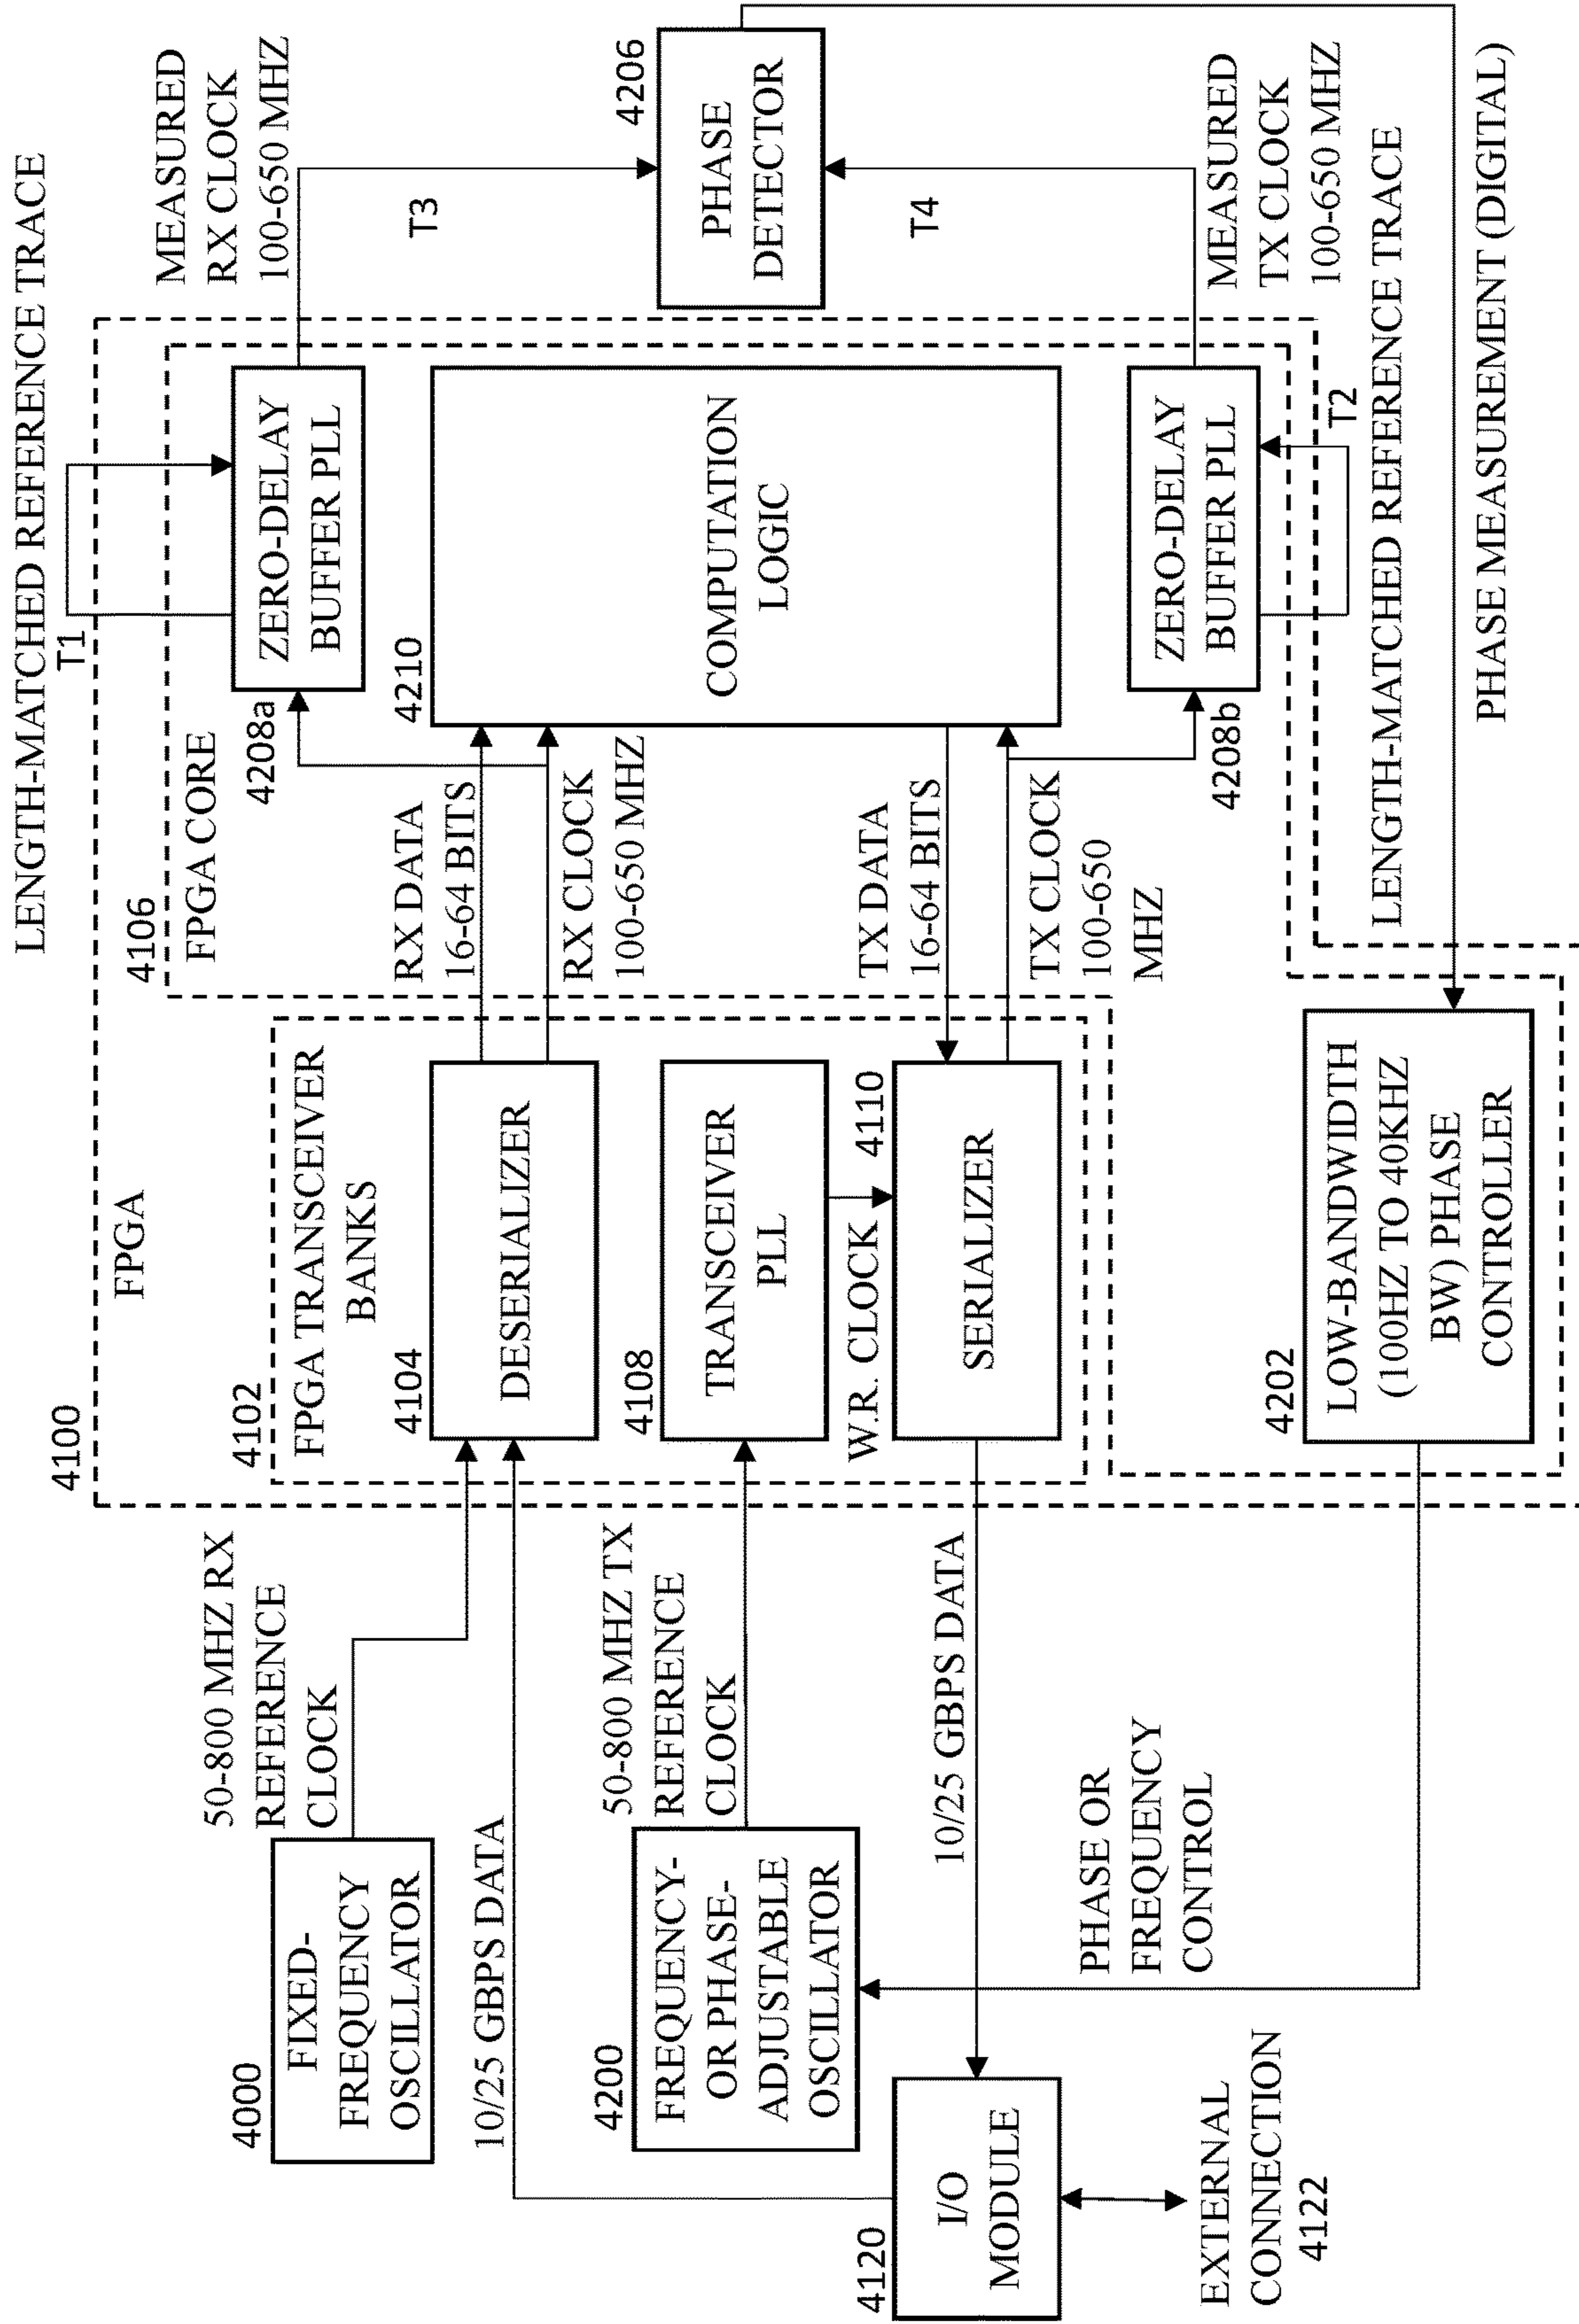 LENGTH-MATCHED REFERENCE TRACE
T1
MEASURED
RX CLOCK
100-650 MHZ
4100
FPGA
4106
FPGA CORE
4208a
ZERO-DELAY
BUFFER PLL
T3
4000
FIXED-
FREQUENCY
OSCILLATOR
50-800 MHZ RX
REFERENCE
CLOCK
4102
FPGA TRANSCEIVER
BANKS
4104
DESERIALIZER
RX DATA
16-64 BITS
RX CLOCK
100-650 MHZ
4210
COMPUTATION
LOGIC
4206
PHASE
DETECTOR
10/25 GBPS DATA
4200
FREQUENCY-
OR PHASE-
ADJUSTABLE
OSCILLATOR
50-800 MHZ TX
REFERENCE
CLOCK
4108
TRANSCEIVER
PLL
W.R. CLOCK
4110
SERIALIZER
TX DATA
16-64 BITS
TX CLOCK
100-650
MHZ
T4
4120
I/O
MODULE
10/25 GBPS DATA
4208b
ZERO-DELAY
BUFFER PLL
MEASURED
TX CLOCK
100-650 MHZ
PHASE OR
FREQUENCY
CONTROL
T2
LENGTH-MATCHED REFERENCE TRACE
EXTERNAL
CONNECTION
4122
4202
LOW-BANDWIDTH
(100HZ TO 40KHZ
BW) PHASE
CONTROLLER
PHASE MEASUREMENT (DIGITAL)